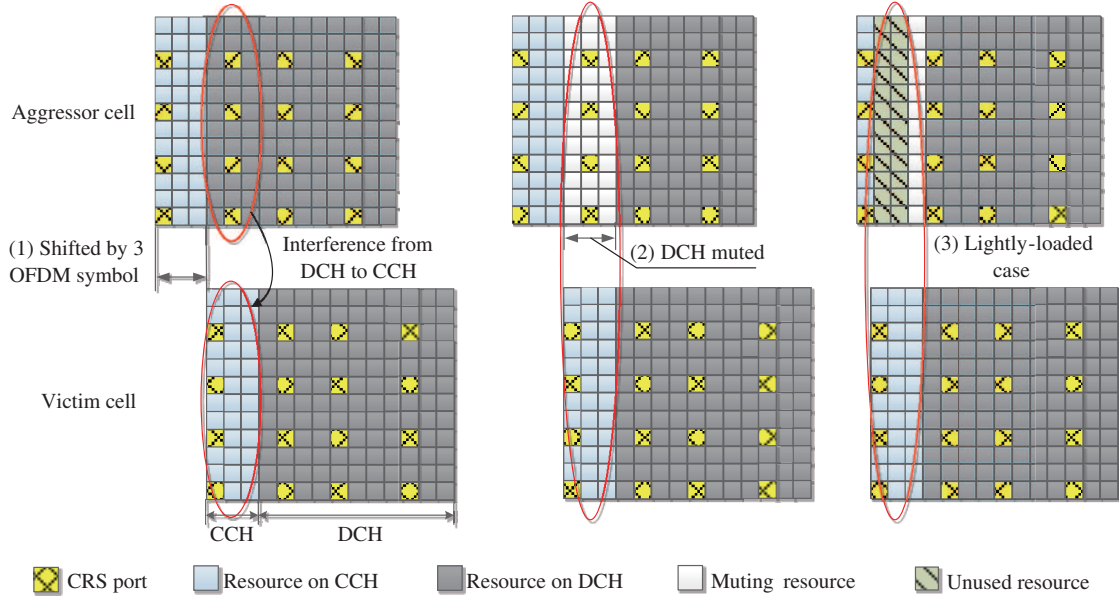 Aggressor cell
(1) Shifted by 3
OFDM symbol
Interference from
DCH to CCH
(2) DCH muted
(3) Lightly-loaded
case
Victim cell
CCH
DCH
CRS port
Resource on CCH
Resource on DCH
Muting resource
Unused resource